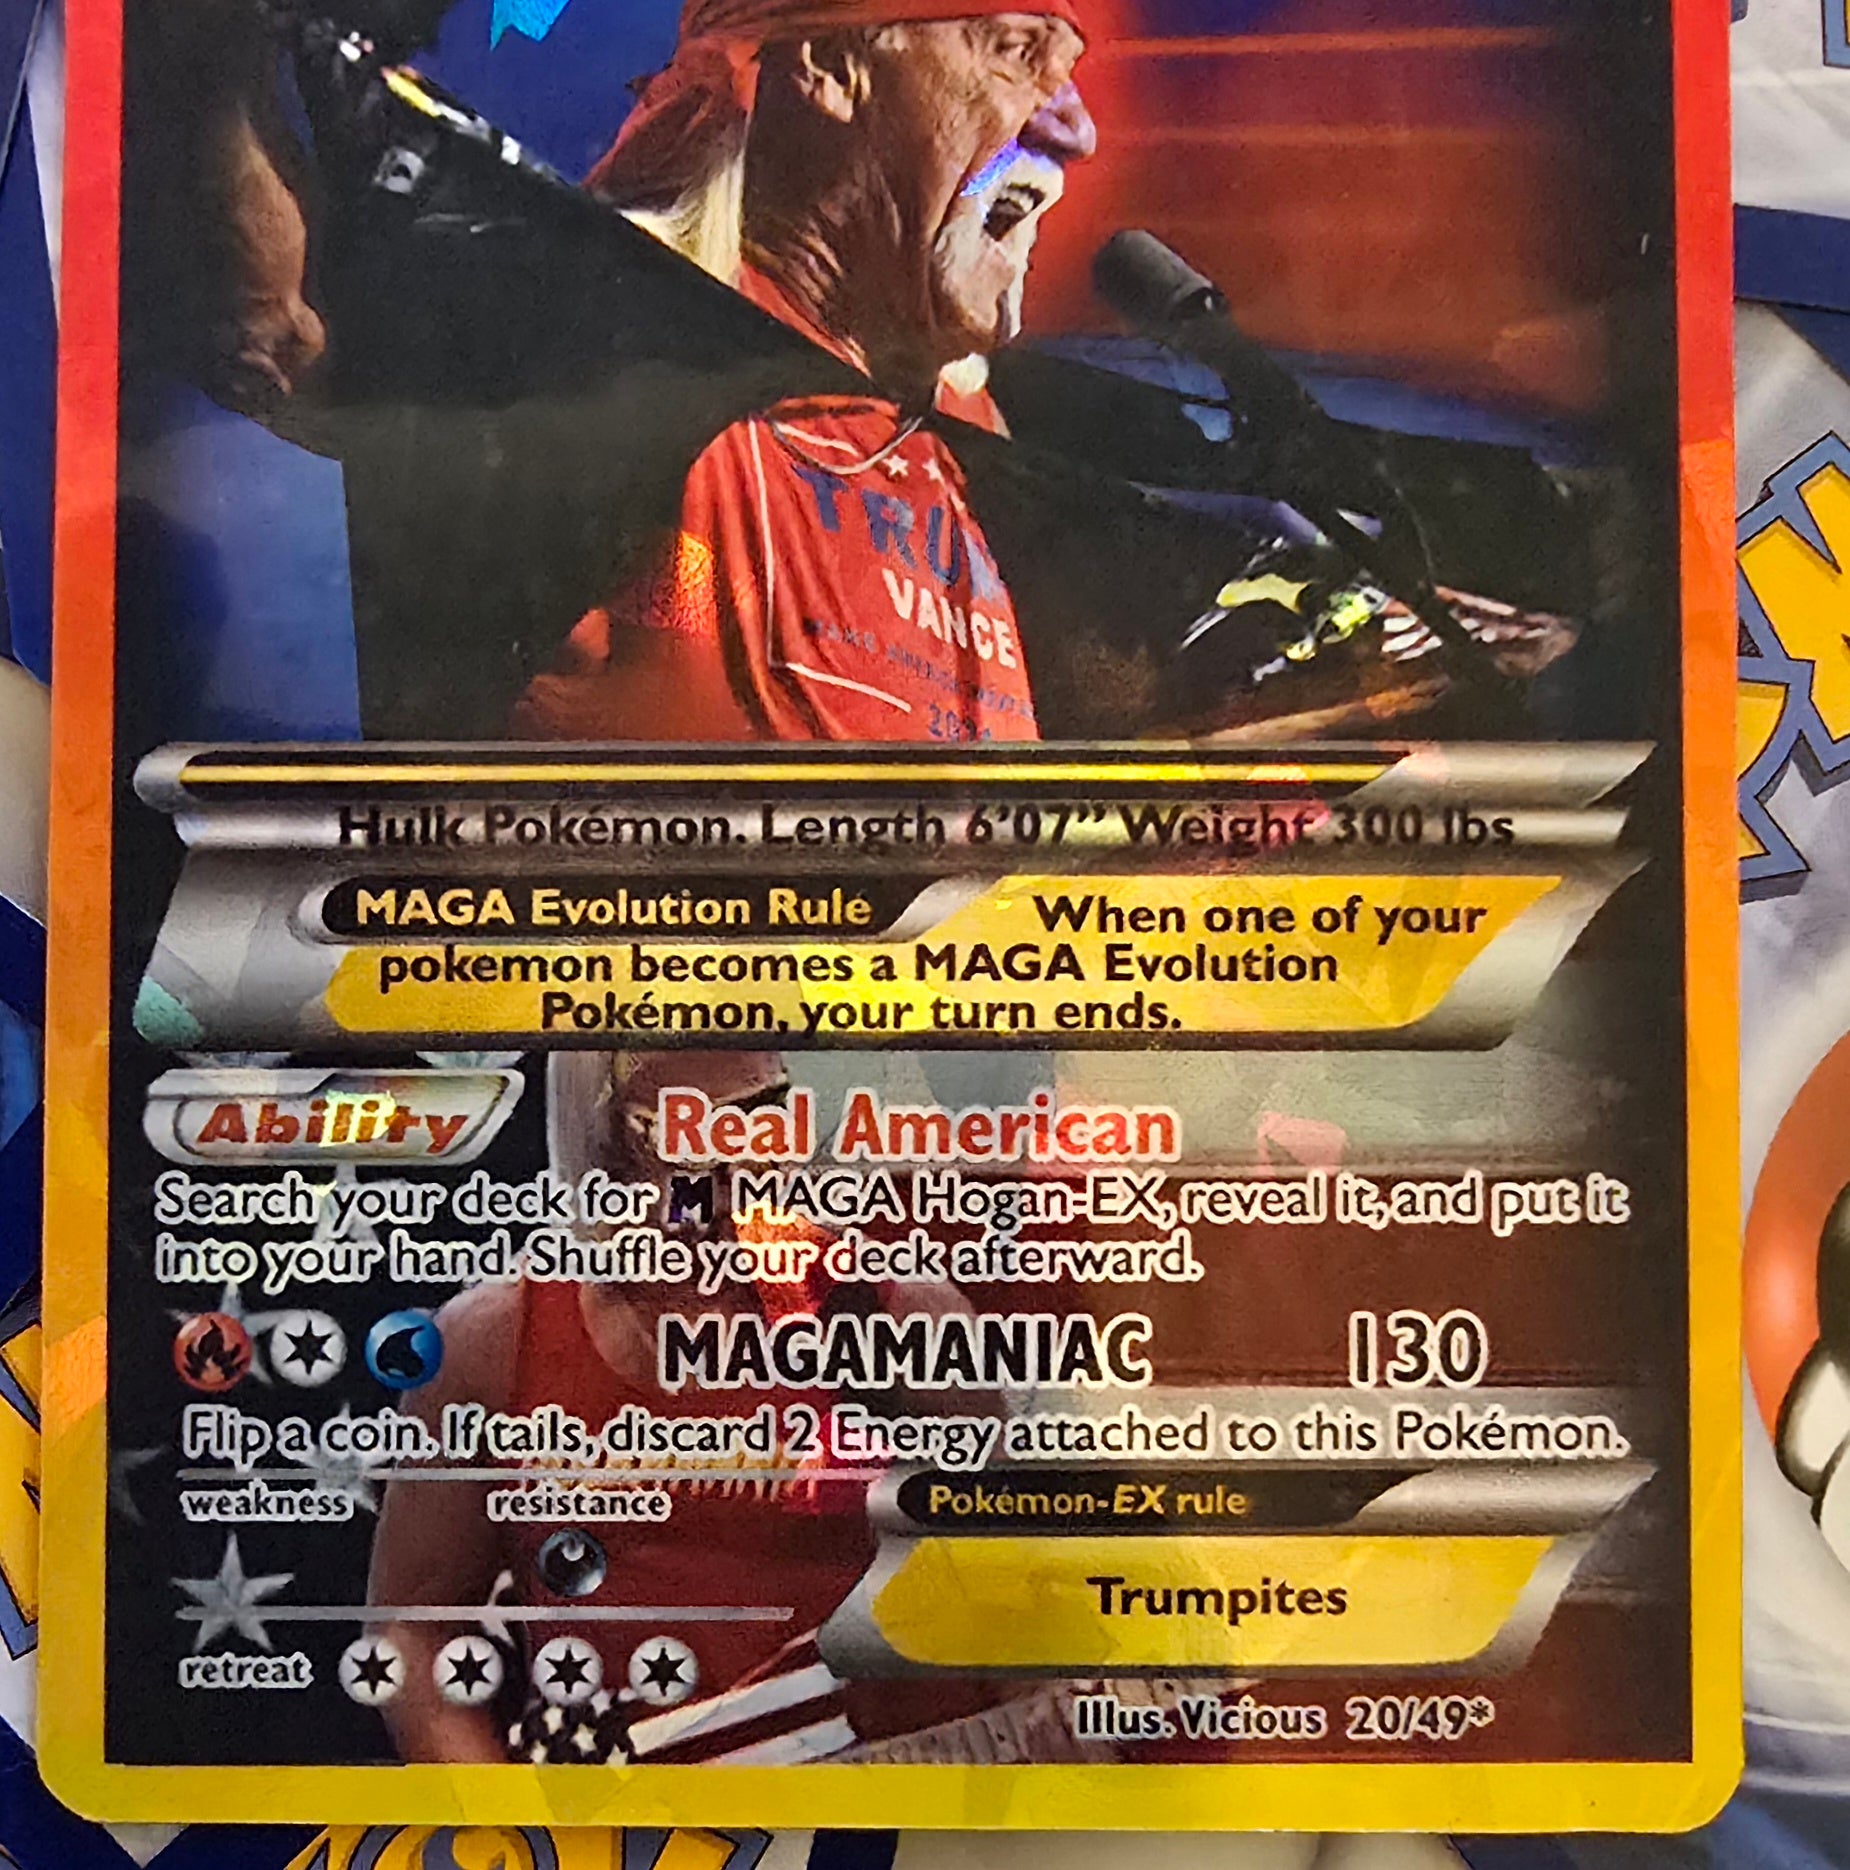 TRU
VANCE
Hulk Pokémon. Length 6'07" Weight 300 lbs
MAGA Evolution Rule When one of your
pokemon becomes a MAGA Evolution
Pokémon, your turn ends.
Ability Real American
Search your deck for M MAGA Hogan-EX, reveal it, and put it
into your hand. Shuffle your deck afterward.
MAGAMANIAC 130
Flip a coin. If tails, discard 2 Energy attached to this Pokémon.
weakness resistance Pokémon-EX rule
Trumpites
retreat
Illus. Vicious 20/49*